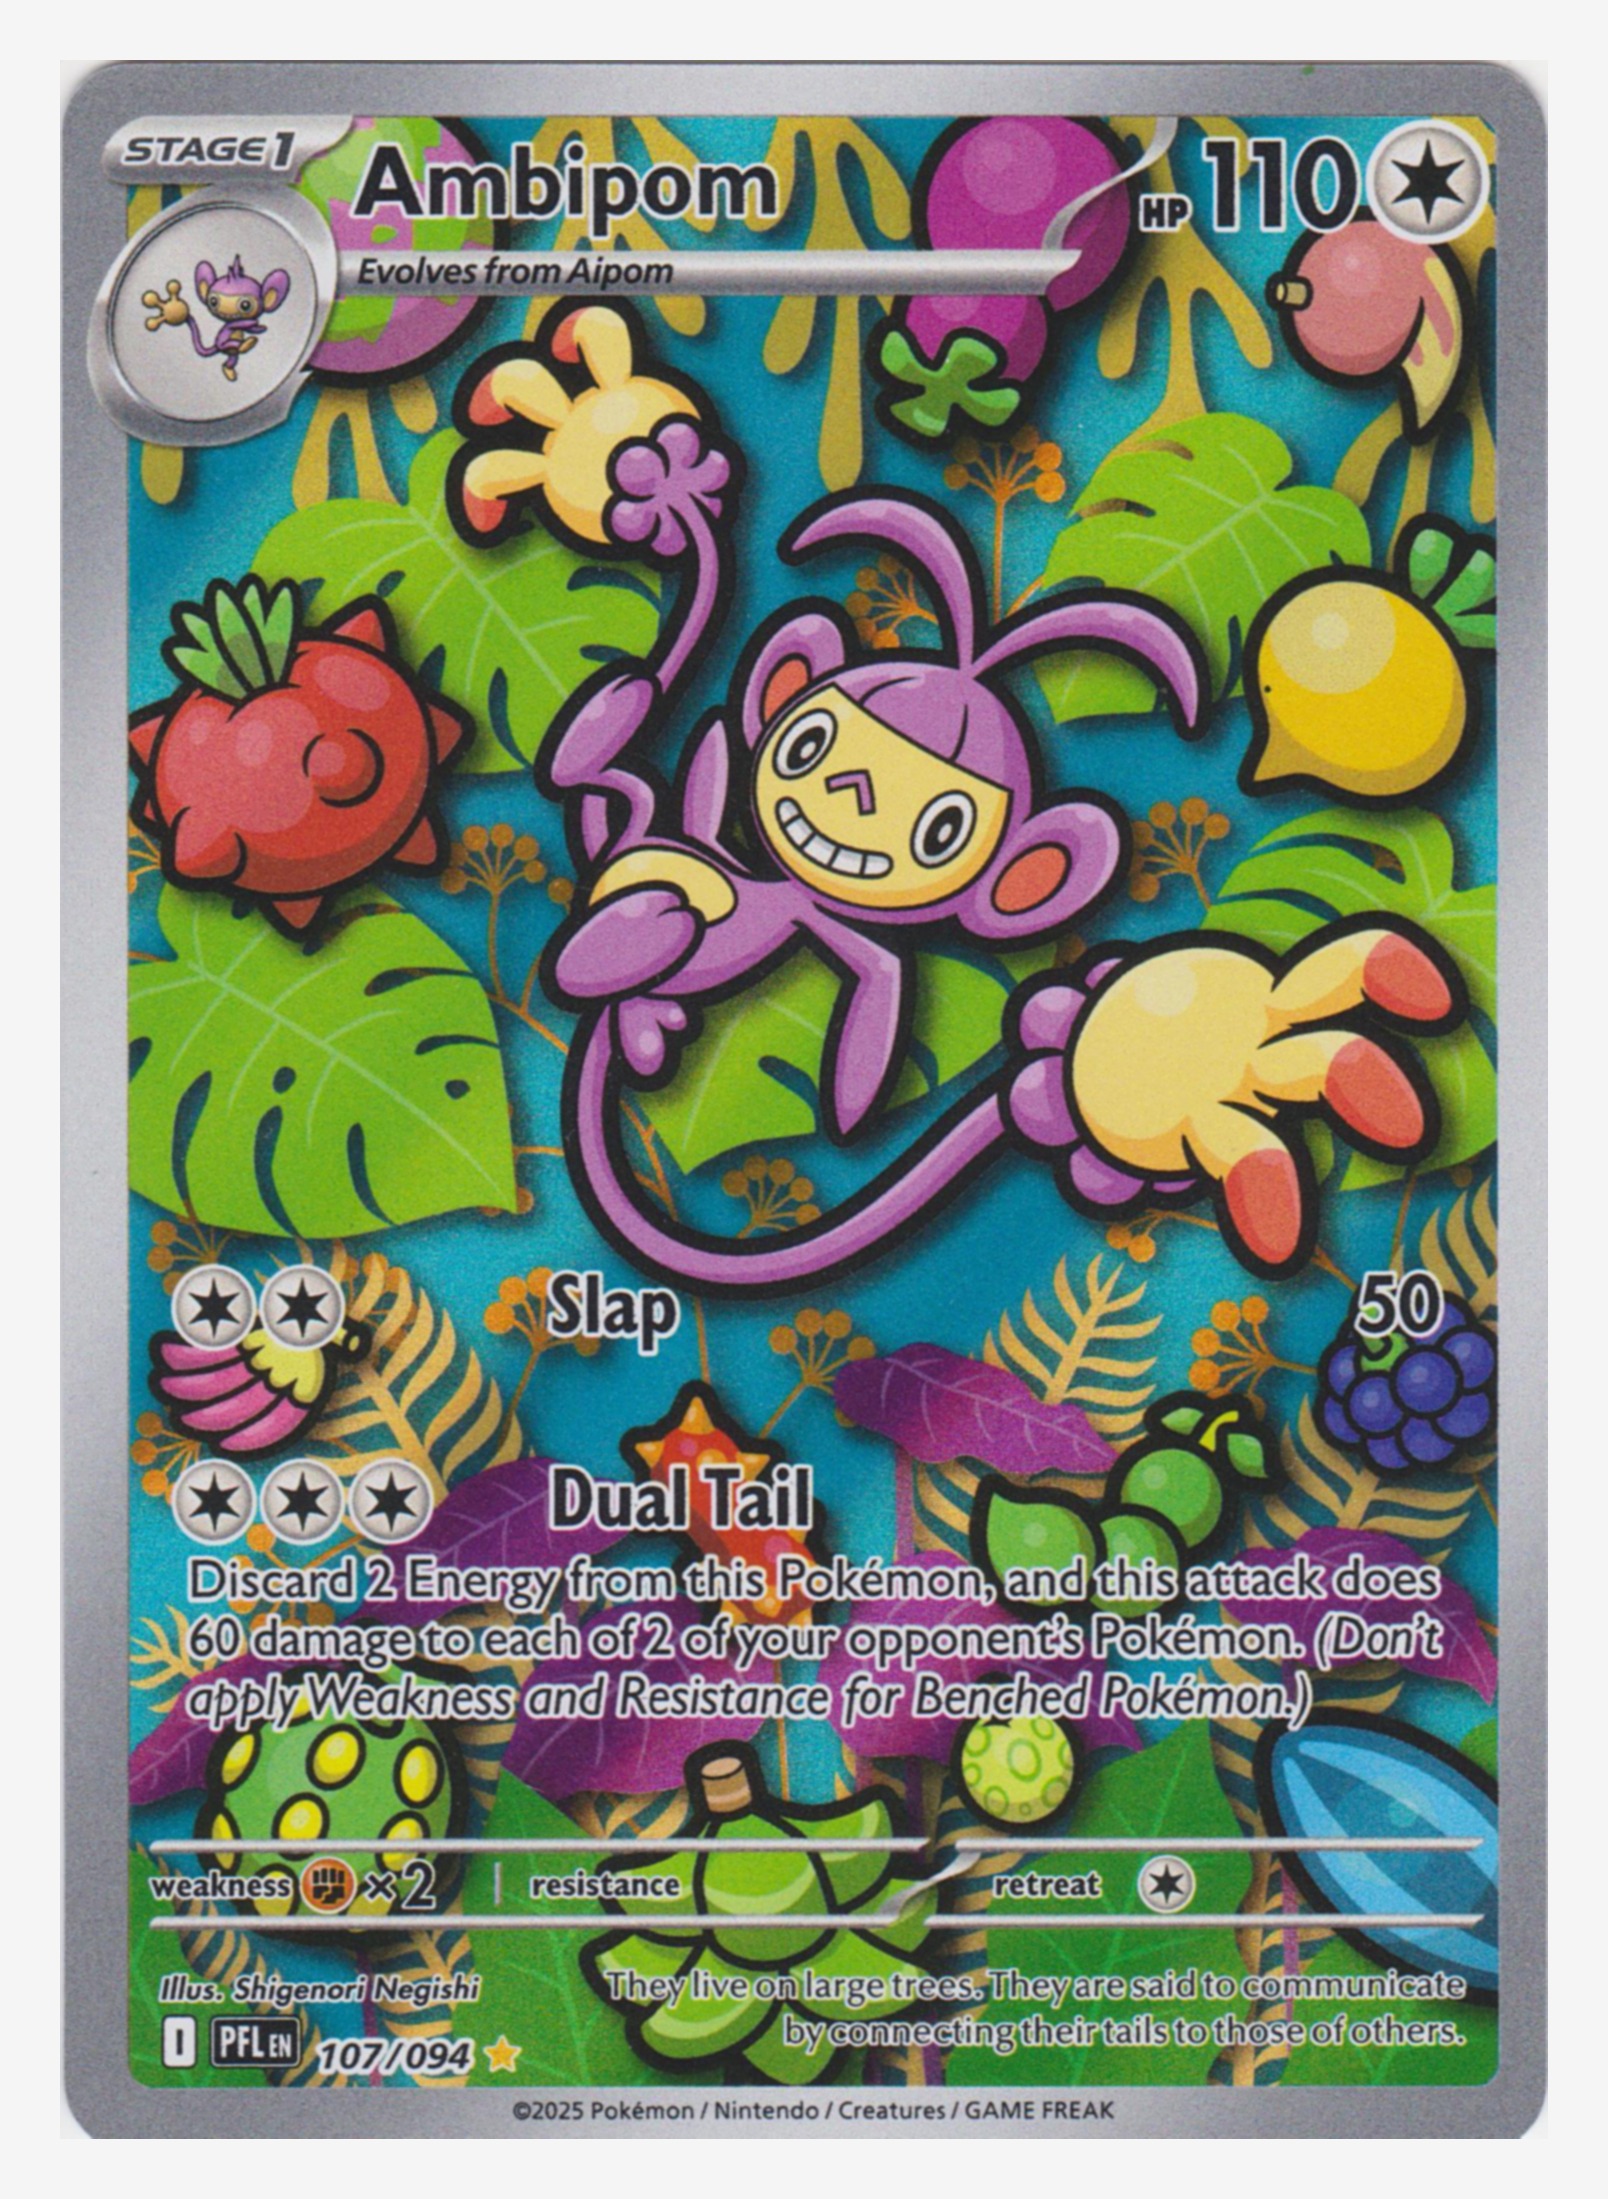 STAGE 1
Ambipom
HP 110
Evolves from Aipom
Slap 50
Dual Tail
Discard 2 Energy from this Pokémon, and this attack does
60 damage to each of 2 of your opponent's Pokémon. (Don't
apply Weakness and Resistance for Benched Pokémon.)
weakness ×2 resistance retreat
Illus. Shigenori Negishi
They live on large trees. They are said to communicate
by connecting their tails to those of others.
I PFL EN 107/094
©2025 Pokémon / Nintendo / Creatures / GAME FREAK